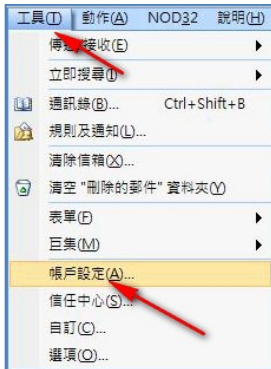 工具(T) 動作(A) NOD32 說明(H)
傳送/接收(E)
立即搜尋(I)
通訊錄(B)... Ctrl+Shift+B
規則及通知(L)...
清除信箱(X)...
清空 "刪除的郵件" 資料夾(Y)
表單(F)
巨集(M)
帳戶設定(A)...
信任中心(S)...
自訂(C)...
選項(O)...